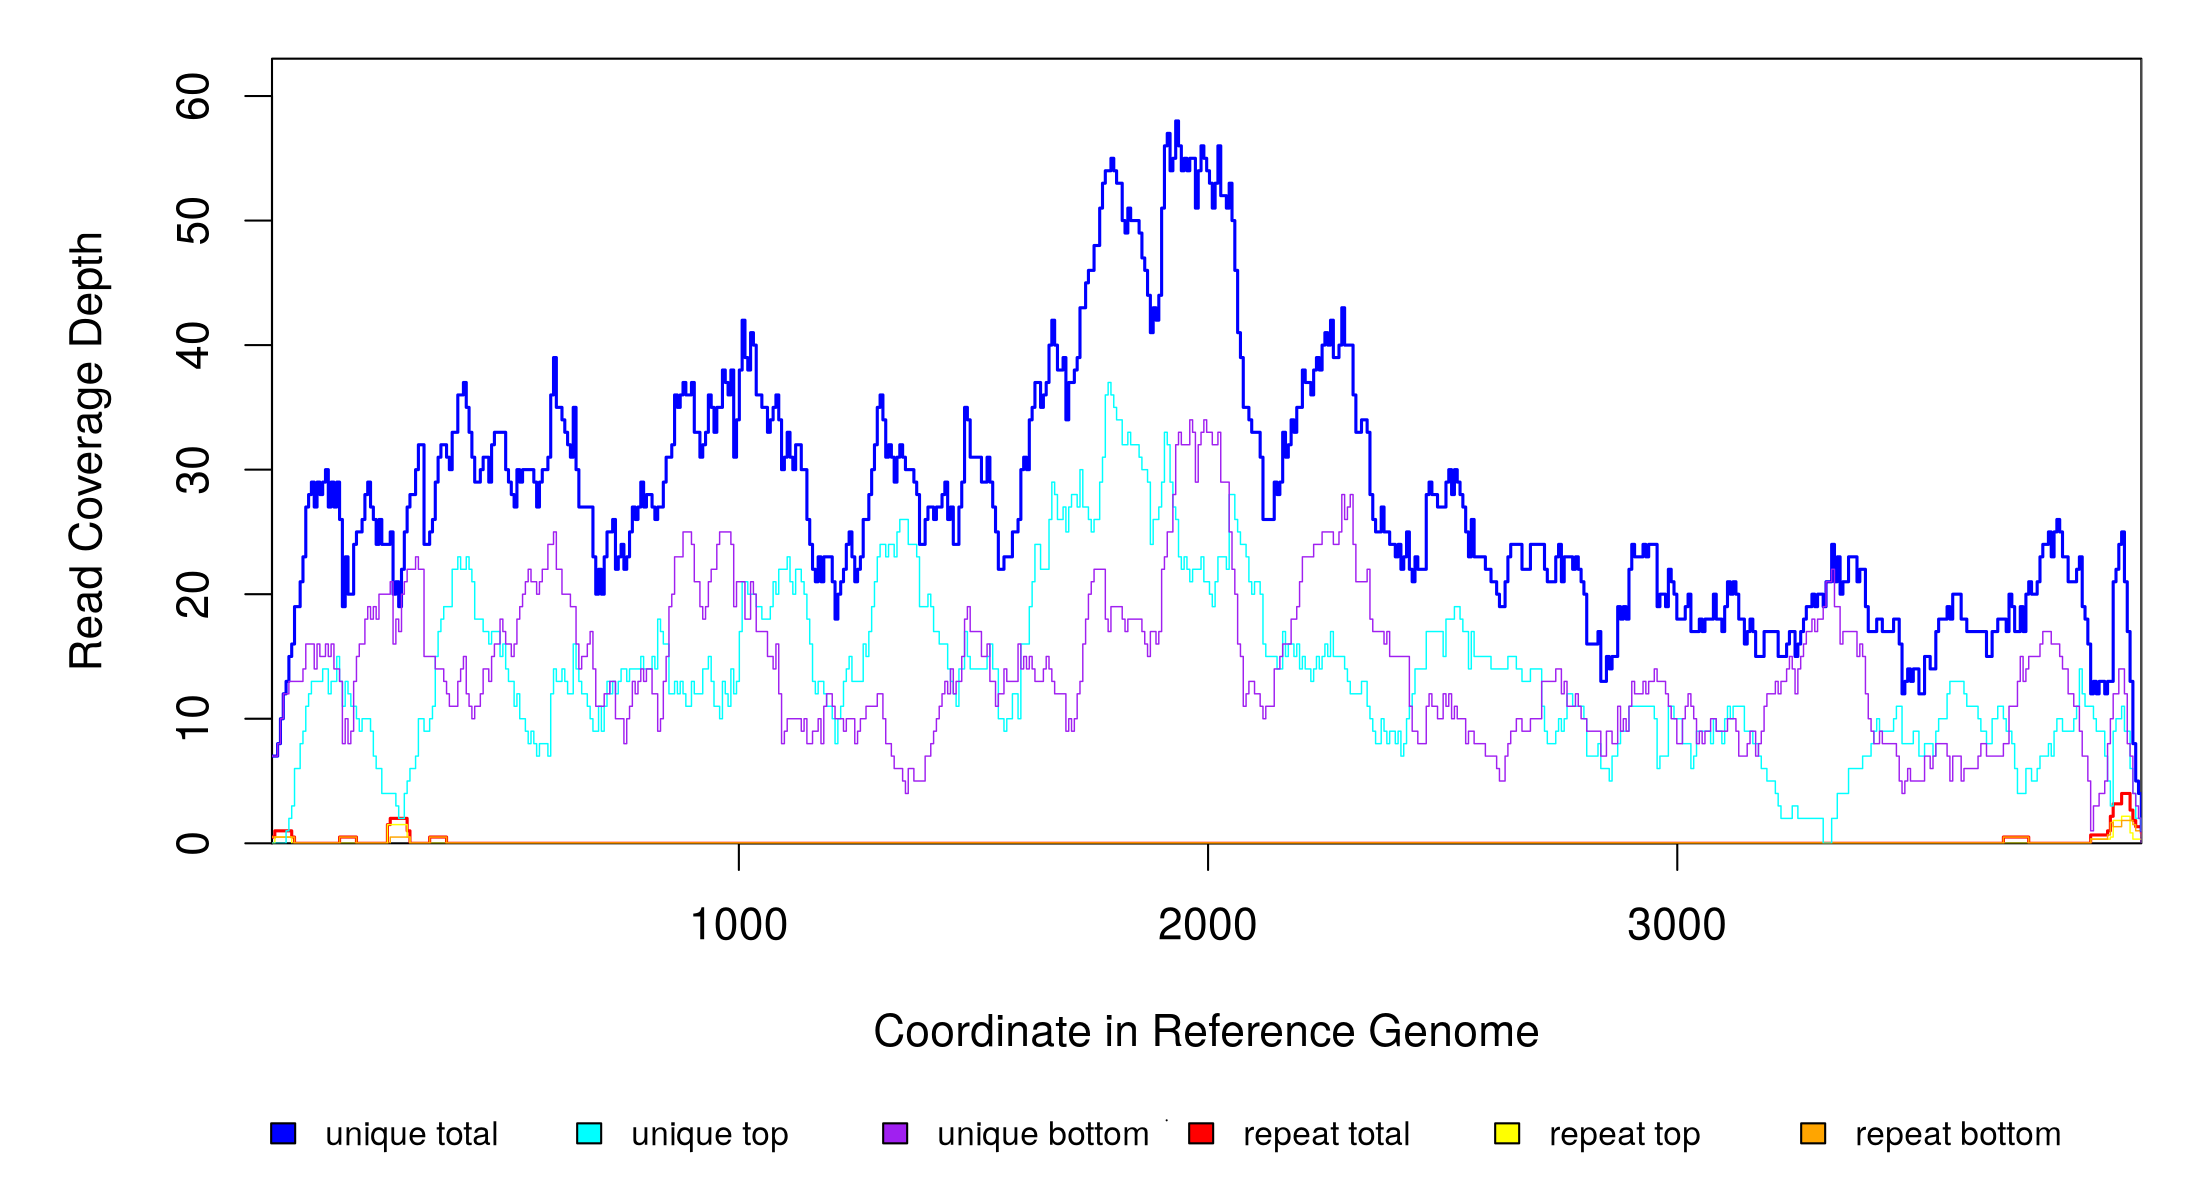 Read Coverage Depth
60
50
40
30
20
10
0
1000 2000 3000
Coordinate in Reference Genome
unique total unique top unique bottom repeat total repeat top repeat bottom